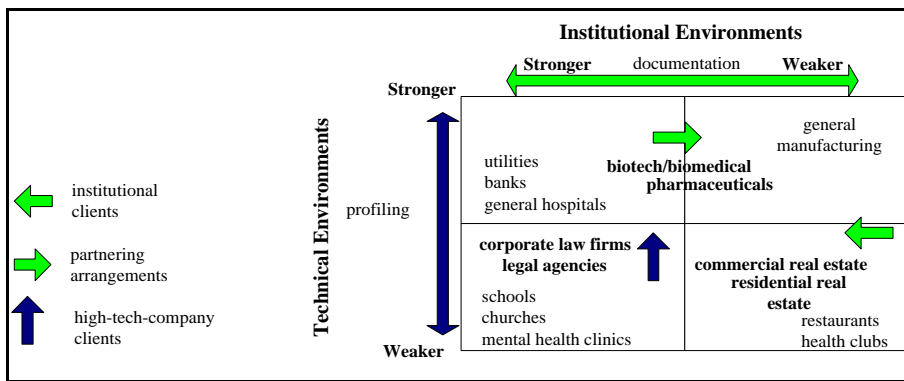 Institutional Environments
Stronger documentation Weaker
Stronger
Technical Environments
profiling
Weaker
institutional
clients
partnering
arrangements
high-tech-company
clients
utilities
banks
general hospitals
biotech/biomedical
pharmaceuticals
general
manufacturing
corporate law firms
legal agencies
schools
churches
mental health clinics
commercial real estate
residential real
estate
restaurants
health clubs